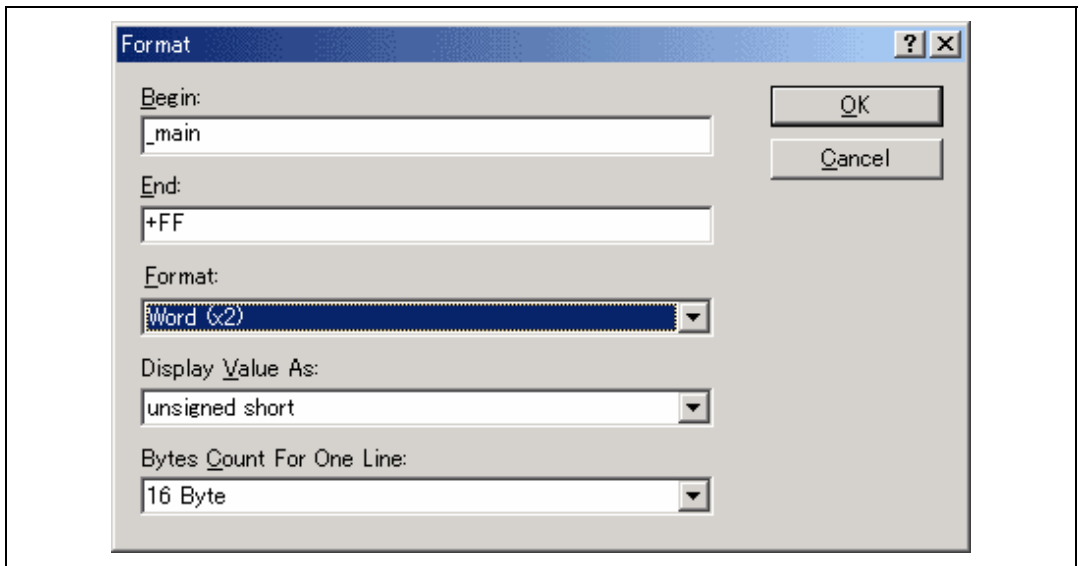 Format
Begin:
OK
_main
Cancel
End:
+FF
Format:
Word (x2)
Display Value As:
unsigned short
Bytes Count For One Line:
16 Byte